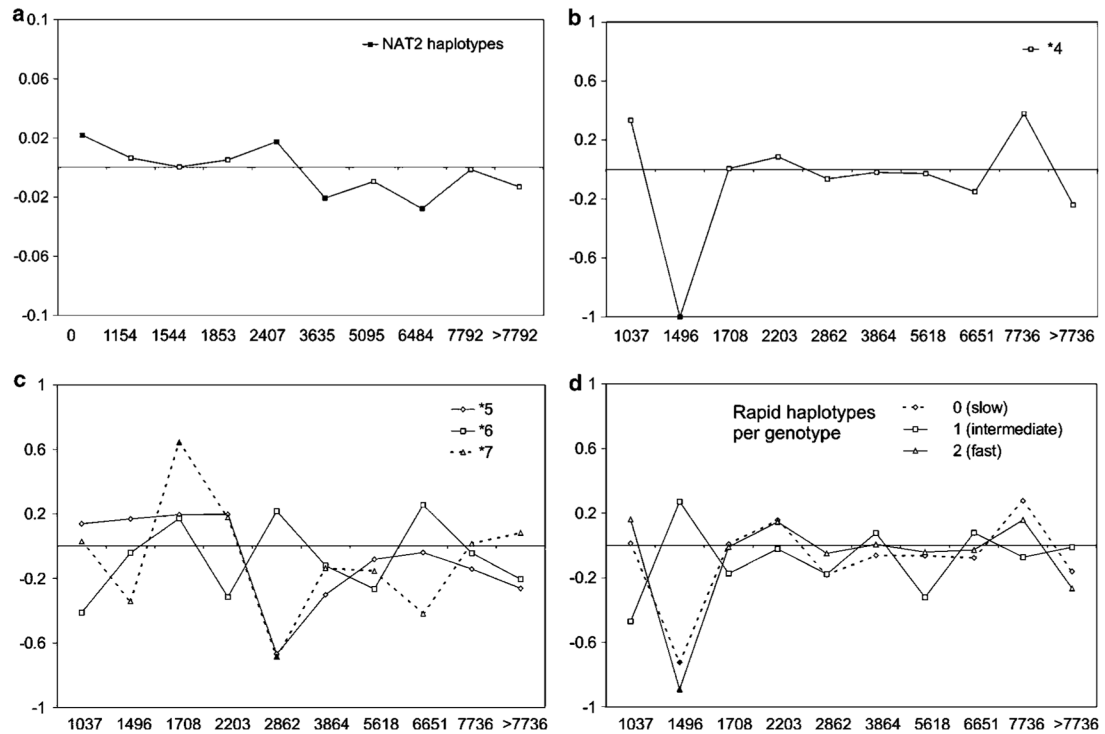 a
0.1
0.06
0.02
-0.02
-0.06
-0.1
NAT2 haplotypes
0 1154 1544 1853 2407 3635 5095 6484 7792 >7792
b
1
0.6
0.2
-0.2
-0.6
-1
*4
1037 1496 1708 2203 2862 3864 5618 6651 7736 >7736
c
1
0.6
0.2
-0.2
-0.6
-1
*5
*6
*7
1037 1496 1708 2203 2862 3864 5618 6651 7736 >7736
d
1
0.6
0.2
-0.2
-0.6
-1
Rapid haplotypes
per genotype
0 (slow)
1 (intermediate)
2 (fast)
1037 1496 1708 2203 2862 3864 5618 6651 7736 >7736